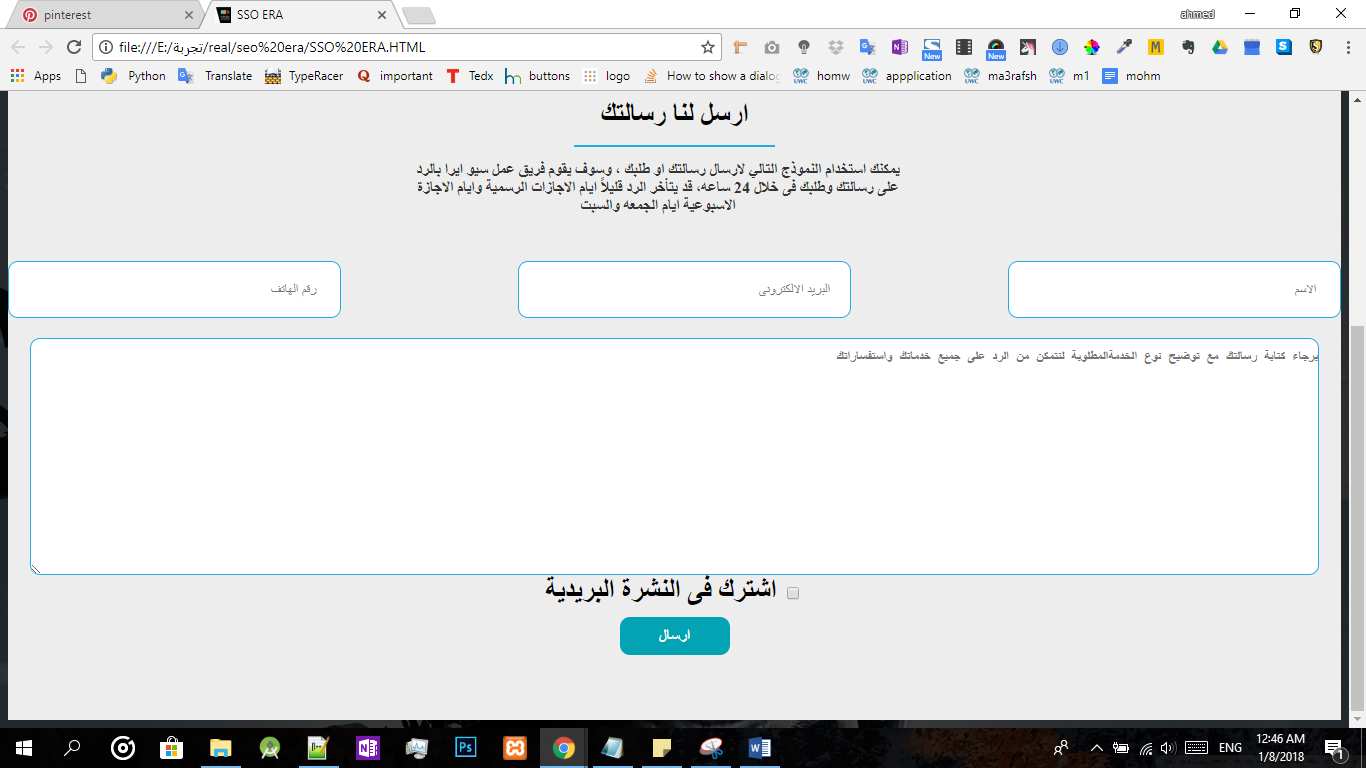 pinterest
SSO ERA
ahmed
file:///E:/تجربة/real/seo%20era/SSO%20ERA.HTML
New
New
Apps
Python
Translate
TypeRacer
important
Tedx
buttons
logo
How to show a dialo
homw
appplication
ma3rafsh
m1
mohm
ارسل لنا رسالتك
يمكنك استخدام النموذج التالي لارسال رسالتك او طلبك ، وسوف يقوم فريق عمل سيو ايرا بالرد
على رسالتك وطلبك فى خلال 24 ساعه، قد يتأخر الرد قليلاً ايام الاجازات الرسمية وايام الاجازة
الاسبوعية ايام الجمعه والسبت
الاسم
البريد الالكترونى
رقم الهاتف
برجاء كتابة رسالتك مع توضيح نوع الخدمةالمطلوبة لنتمكن من الرد على جميع خدماتك واستفساراتك
اشترك فى النشرة البريدية
ارسال
ENG
12:46 AM
1/8/2018
1